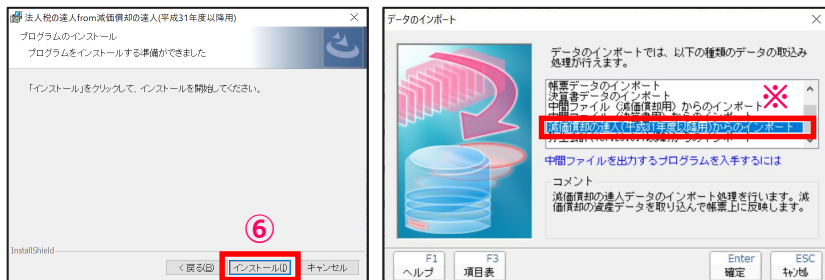 法人税の達人from減価償却の達人(平成31年度以降用)
プログラムのインストール
プログラムをインストールする準備ができました
「インストール」をクリックして、インストールを開始してください。
⑥
InstallShield
< 戻る(B)
インストール(I)
キャンセル
データのインポート
データのインポートでは、以下の種類のデータの取込み
処理が行えます。
帳票データのインポート
決算書データのインポート
中間ファイル（減価償却用）からのインポート
※
減価償却の達人(平成31年度以降用)からのインポート
中間ファイルを出力するプログラムを入手するには
コメント
減価償却の達人データのインポート処理を行います。減
価償却の資産データを取り込んで帳票上に反映します。
F1
ヘルプ
F3
項目表
Enter
確定
ESC
ｷｬﾝｾﾙ